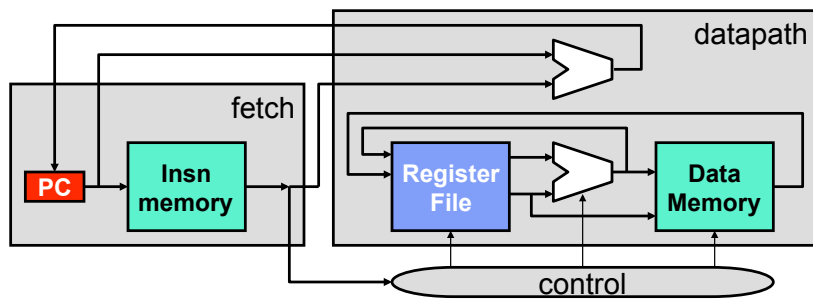 datapath
fetch
PC
Insn
memory
Register
File
Data
Memory
control